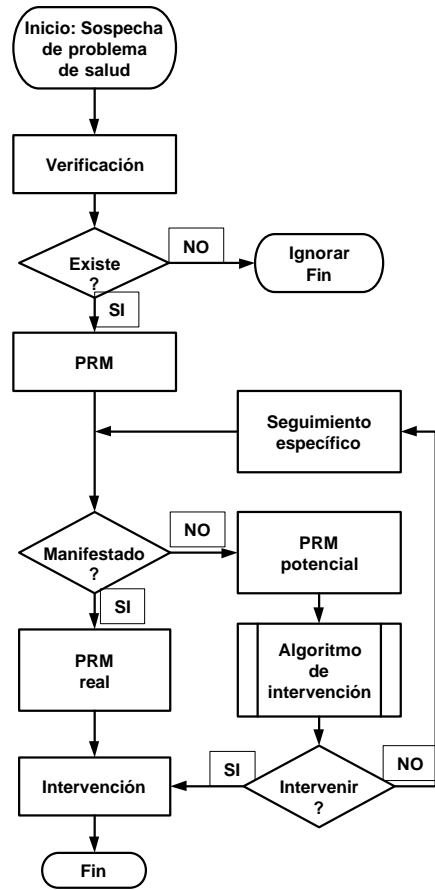 Inicio: Sospecha
de problema
de salud
Verificación
Existe
?
NO
Ignorar
Fin
SI
PRM
Seguimiento
específico
Manifestado
?
NO
PRM
potencial
SI
PRM
real
Algoritmo
de
intervención
Intervención
SI
Intervenir
?
NO
Fin